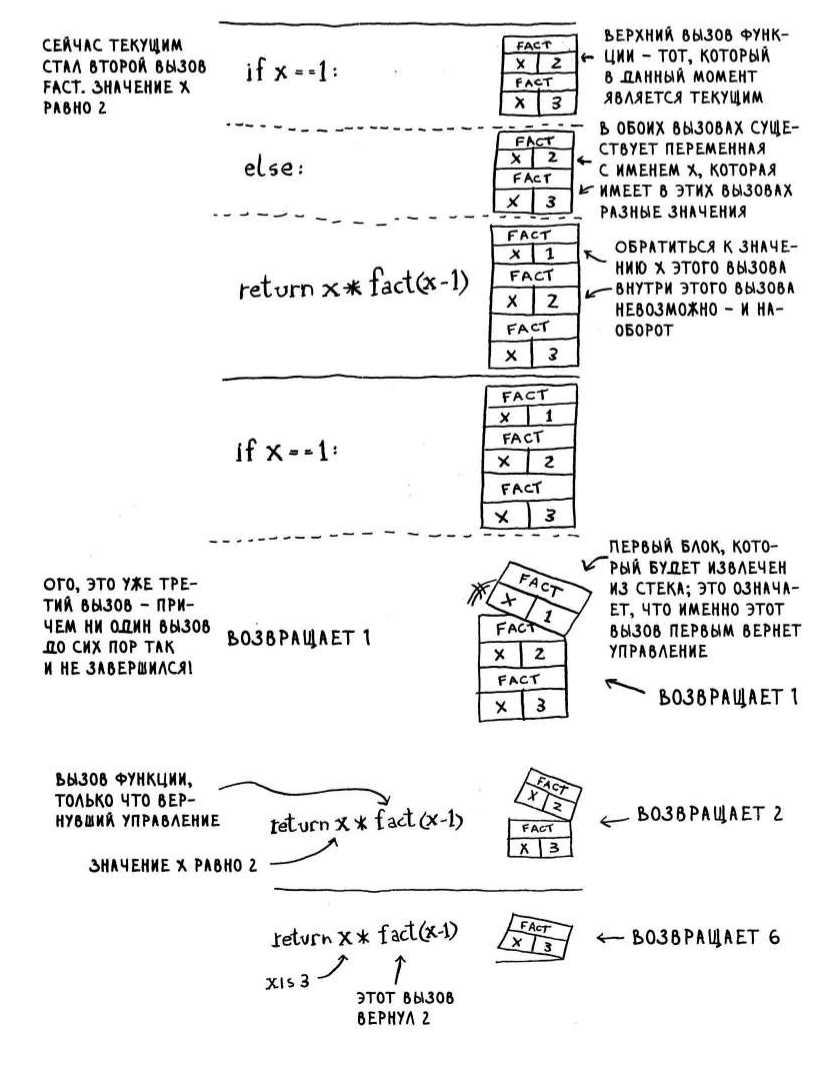 СЕЙЧАС ТЕКУЩИМ
СТАЛ ВТОРОЙ ВЫЗОВ
FACT. ЗНАЧЕНИЕ X
РАВНО 2
if x == 1:
FACT
X 2
FACT
X 3
ВЕРХНИЙ ВЫЗОВ ФУНК-
ЦИИ – ТОТ, КОТОРЫЙ
В ДАННЫЙ МОМЕНТ
ЯВЛЯЕТСЯ ТЕКУЩИМ
else:
FACT
X 2
FACT
X 3
В ОБОИХ ВЫЗОВАХ СУЩЕ-
СТВУЕТ ПЕРЕМЕННАЯ
С ИМЕНЕМ X, КОТОРАЯ
ИМЕЕТ В ЭТИХ ВЫЗОВАХ
РАЗНЫЕ ЗНАЧЕНИЯ
return x * fact(x-1)
FACT
X 1
FACT
X 2
FACT
X 3
ОБРАТИТЬСЯ К ЗНАЧЕ-
НИЮ X ЭТОГО ВЫЗОВА
ВНУТРИ ЭТОГО ВЫЗОВА
НЕВОЗМОЖНО – И НА-
ОБОРОТ
if x == 1:
FACT
X 1
FACT
X 2
FACT
X 3
ОГО, ЭТО УЖЕ ТРЕ-
ТИЙ ВЫЗОВ – ПРИ-
ЧЕМ НИ ОДИН ВЫЗОВ
ДО СИХ ПОР ТАК
И НЕ ЗАВЕРШИЛСЯ!
ВОЗВРАЩАЕТ 1
FACT
X 1
FACT
X 2
FACT
X 3
ПЕРВЫЙ БЛОК, КОТО-
РЫЙ БУДЕТ ИЗВЛЕЧЕН
ИЗ СТЕКА; ЭТО ОЗНАЧА-
ЕТ, ЧТО ИМЕННО ЭТОТ
ВЫЗОВ ПЕРВЫМ ВЕРНЕТ
УПРАВЛЕНИЕ
ВОЗВРАЩАЕТ 1
ВЫЗОВ ФУНКЦИИ,
ТОЛЬКО ЧТО ВЕР-
НУВШИЙ УПРАВЛЕНИЕ
return x * fact(x-1)
ЗНАЧЕНИЕ X РАВНО 2
FACT
X 2
FACT
X 3
ВОЗВРАЩАЕТ 2
return x * fact(x-1)
x is 3
ЭТОТ ВЫЗОВ
ВЕРНУЛ 2
FACT
X 3
ВОЗВРАЩАЕТ 6